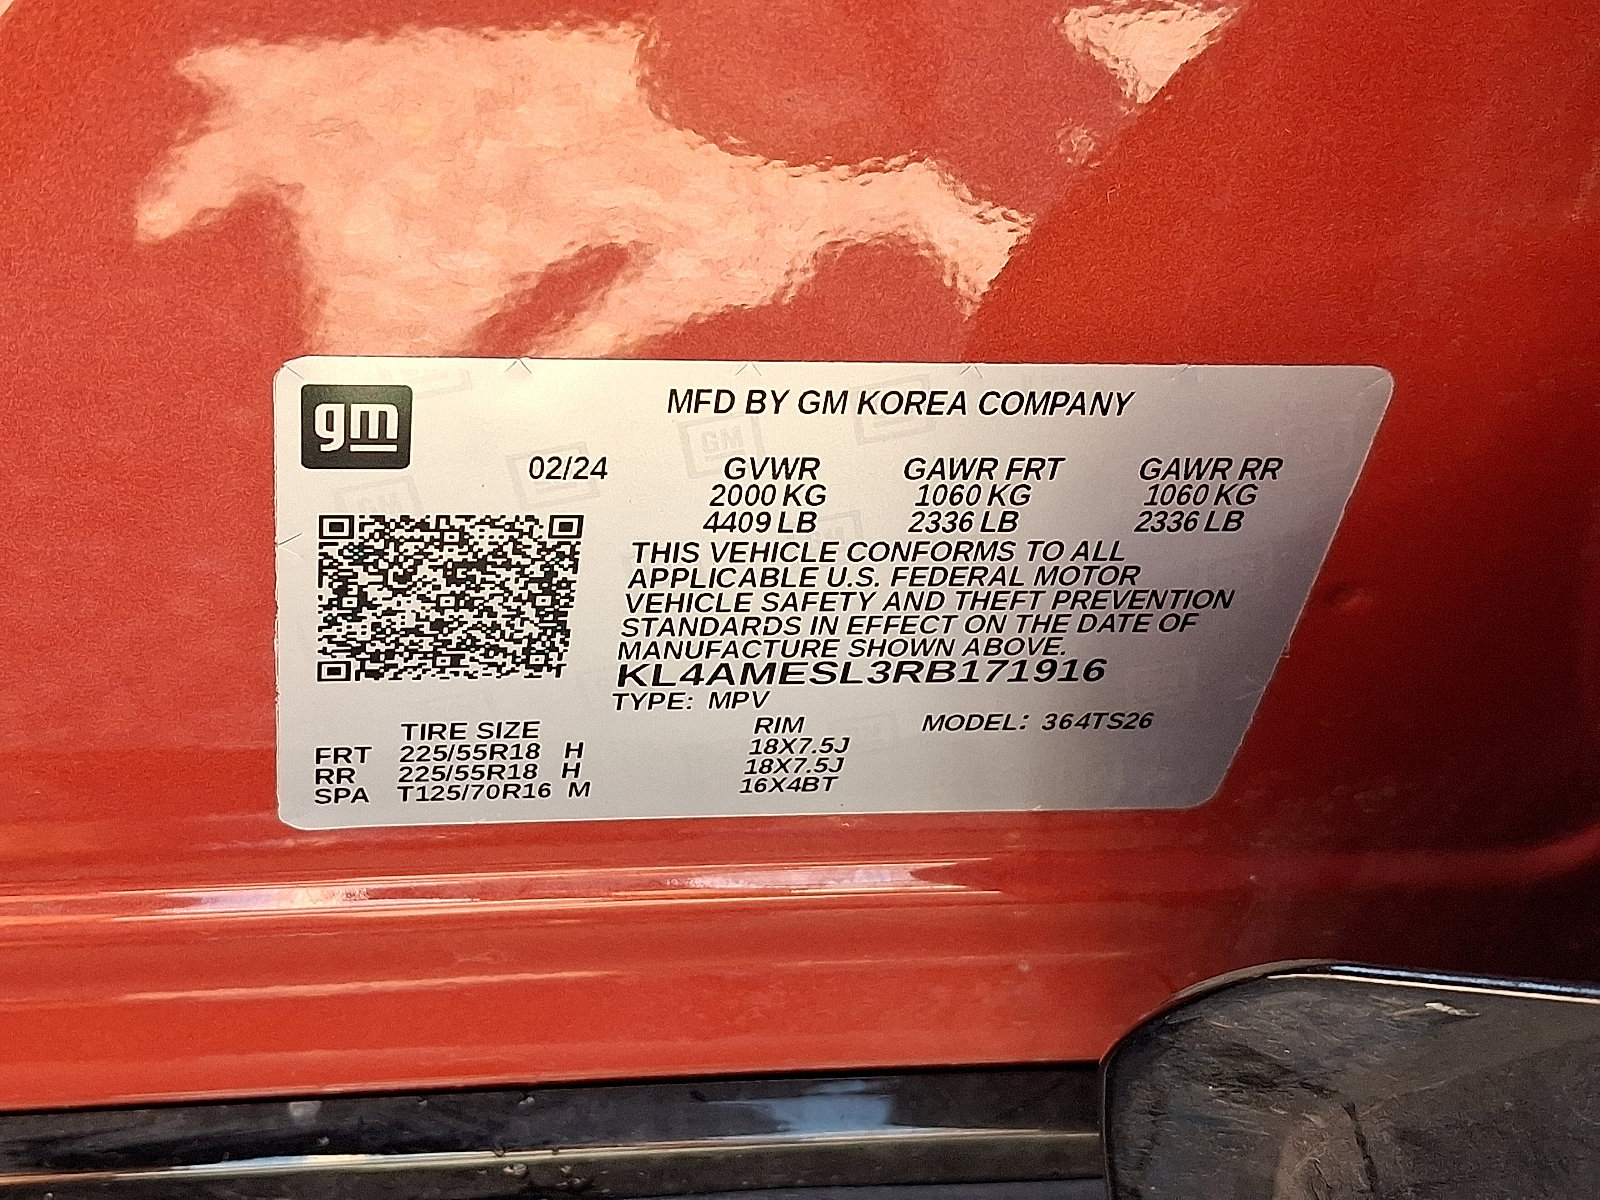 gm
MFD BY GM KOREA COMPANY
02/24 GVWR GAWR FRT GAWR RR
2000 KG 1060 KG 1060 KG
4409 LB 2336 LB 2336 LB
THIS VEHICLE CONFORMS TO ALL
APPLICABLE U.S. FEDERAL MOTOR
VEHICLE SAFETY AND THEFT PREVENTION
STANDARDS IN EFFECT ON THE DATE OF
MANUFACTURE SHOWN ABOVE.
KL4AMESL3RB171916
TYPE: MPV
TIRE SIZE RIM MODEL: 364TS26
FRT 225/55R18 H 18X7.5J
RR 225/55R18 H 18X7.5J
SPA T125/70R16 M 16X4BT